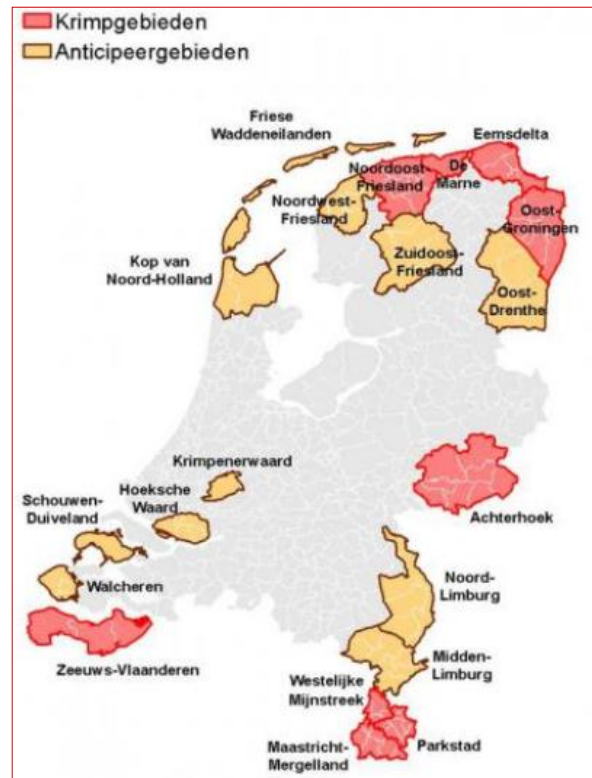 Krimpgebieden
Anticipeergebieden
Friese
Waddeneilanden
Eemsdelta
Noordoost-
Friesland
De
Marne
Noordwest-
Friesland
Oost-
Groningen
Kop van
Noord-Holland
Zuidoost-
Friesland
Oost-
Drenthe
Krimpenerwaard
Hoeksche
Waard
Schouwen-
Duiveland
Achterhoek
Walcheren
Noord-
Limburg
Zeeuws-Vlaanderen
Midden-
Limburg
Westelijke
Mijnstreek
Maastricht-
Mergelland
Parkstad